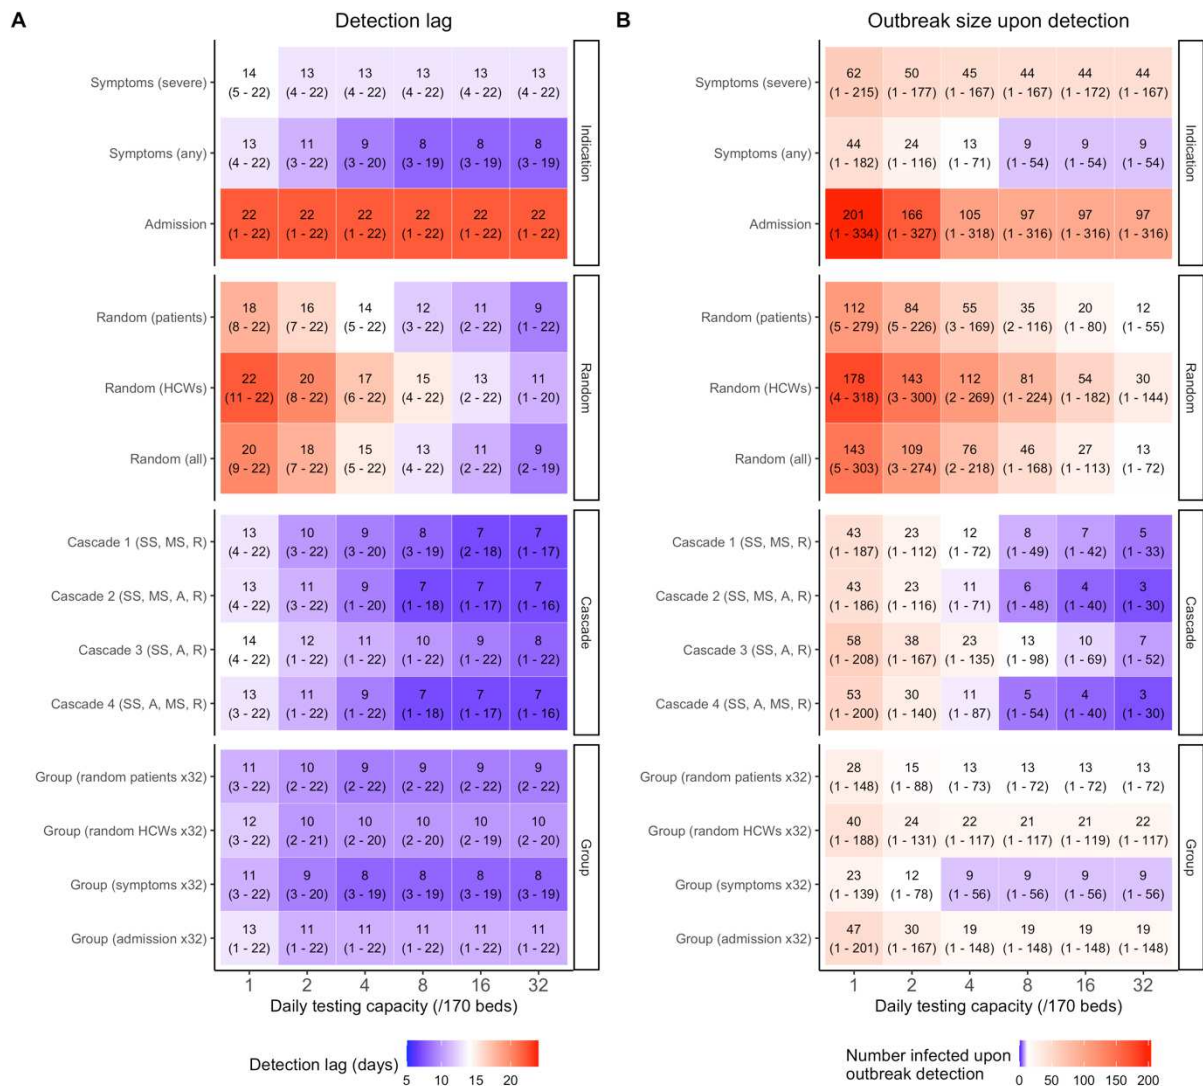 A
Detection lag
Symptoms (severe)
14 13 13 13 13 13
(5 - 22) (4 - 22) (4 - 22) (4 - 22) (4 - 22) (4 - 22)
Symptoms (any)
13 11 9 8 8 8
(4 - 22) (3 - 22) (3 - 20) (3 - 19) (3 - 19) (3 - 19)
Admission
22 22 22 22 22 22
(1 - 22) (1 - 22) (1 - 22) (1 - 22) (1 - 22) (1 - 22)
Indication
Random (patients)
18 16 14 12 11 9
(8 - 22) (7 - 22) (5 - 22) (3 - 22) (2 - 22) (1 - 22)
Random (HCWs)
22 20 17 15 13 11
(11 - 22) (8 - 22) (6 - 22) (4 - 22) (2 - 22) (1 - 20)
Random (all)
20 18 15 13 11 9
(9 - 22) (7 - 22) (5 - 22) (4 - 22) (2 - 22) (2 - 19)
Random
Cascade 1 (SS, MS, R)
13 10 9 8 7 7
(4 - 22) (3 - 22) (3 - 20) (3 - 19) (2 - 18) (1 - 17)
Cascade 2 (SS, MS, A, R)
13 11 9 7 7 7
(4 - 22) (3 - 22) (1 - 20) (1 - 18) (1 - 17) (1 - 16)
Cascade 3 (SS, A, R)
14 12 11 10 9 8
(4 - 22) (1 - 22) (1 - 22) (1 - 22) (1 - 22) (1 - 22)
Cascade 4 (SS, A, MS, R)
13 11 9 7 7 7
(3 - 22) (1 - 22) (1 - 22) (1 - 18) (1 - 17) (1 - 16)
Cascade
Group (random patients x32)
11 10 9 9 9 9
(3 - 22) (2 - 22) (2 - 22) (2 - 22) (2 - 22) (2 - 22)
Group (random HCWs x32)
12 10 10 10 10 10
(3 - 22) (2 - 21) (2 - 20) (2 - 20) (2 - 19) (2 - 20)
Group (symptoms x32)
11 9 8 8 8 8
(3 - 22) (3 - 20) (3 - 19) (3 - 19) (3 - 19) (3 - 19)
Group (admission x32)
13 11 11 11 11 11
(1 - 22) (1 - 22) (1 - 22) (1 - 22) (1 - 22) (1 - 22)
Group
1 2 4 8 16 32
Daily testing capacity (/170 beds)
Detection lag (days)
5 10 15 20
B
Outbreak size upon detection
Symptoms (severe)
62 50 45 44 44 44
(1 - 215) (1 - 177) (1 - 167) (1 - 167) (1 - 172) (1 - 167)
Symptoms (any)
44 24 13 9 9 9
(1 - 182) (1 - 116) (1 - 71) (1 - 54) (1 - 54) (1 - 54)
Admission
201 166 105 97 97 97
(1 - 334) (1 - 327) (1 - 318) (1 - 316) (1 - 316) (1 - 316)
Indication
Random (patients)
112 84 55 35 20 12
(5 - 279) (5 - 226) (3 - 169) (2 - 116) (1 - 80) (1 - 55)
Random (HCWs)
178 143 112 81 54 30
(4 - 318) (3 - 300) (2 - 269) (1 - 224) (1 - 182) (1 - 144)
Random (all)
143 109 76 46 27 13
(5 - 303) (3 - 274) (2 - 218) (1 - 168) (1 - 113) (1 - 72)
Random
Cascade 1 (SS, MS, R)
43 23 12 8 7 5
(1 - 187) (1 - 112) (1 - 72) (1 - 49) (1 - 42) (1 - 33)
Cascade 2 (SS, MS, A, R)
43 23 11 6 4 3
(1 - 186) (1 - 116) (1 - 71) (1 - 48) (1 - 40) (1 - 30)
Cascade 3 (SS, A, R)
58 38 23 13 10 7
(1 - 208) (1 - 167) (1 - 135) (1 - 98) (1 - 69) (1 - 52)
Cascade 4 (SS, A, MS, R)
53 30 11 5 4 3
(1 - 200) (1 - 140) (1 - 87) (1 - 54) (1 - 40) (1 - 30)
Cascade
Group (random patients x32)
28 15 13 13 13 13
(1 - 148) (1 - 88) (1 - 73) (1 - 72) (1 - 72) (1 - 72)
Group (random HCWs x32)
40 24 22 21 21 22
(1 - 188) (1 - 131) (1 - 117) (1 - 117) (1 - 119) (1 - 117)
Group (symptoms x32)
23 12 9 9 9 9
(1 - 139) (1 - 78) (1 - 56) (1 - 56) (1 - 56) (1 - 56)
Group (admission x32)
47 30 19 19 19 19
(1 - 201) (1 - 167) (1 - 148) (1 - 148) (1 - 148) (1 - 148)
Group
1 2 4 8 16 32
Daily testing capacity (/170 beds)
Number infected upon
outbreak detection
0 50 100 150 200